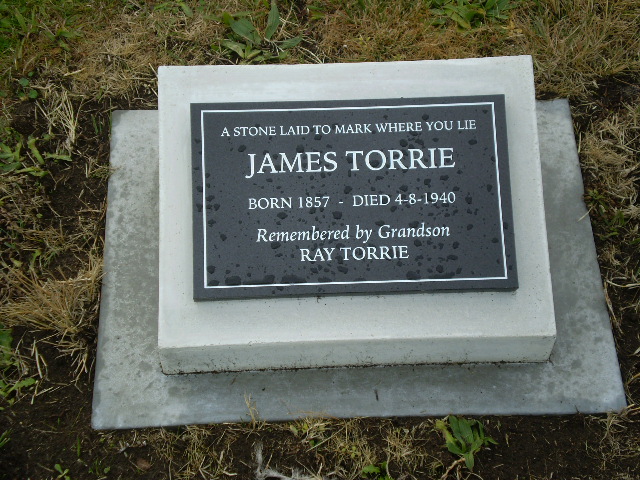 A STONE LAID TO MARK WHERE YOU LIE
JAMES TORRIE
BORN 1857 - DIED 4-8-1940
Remembered by Grandson
RAY TORRIE